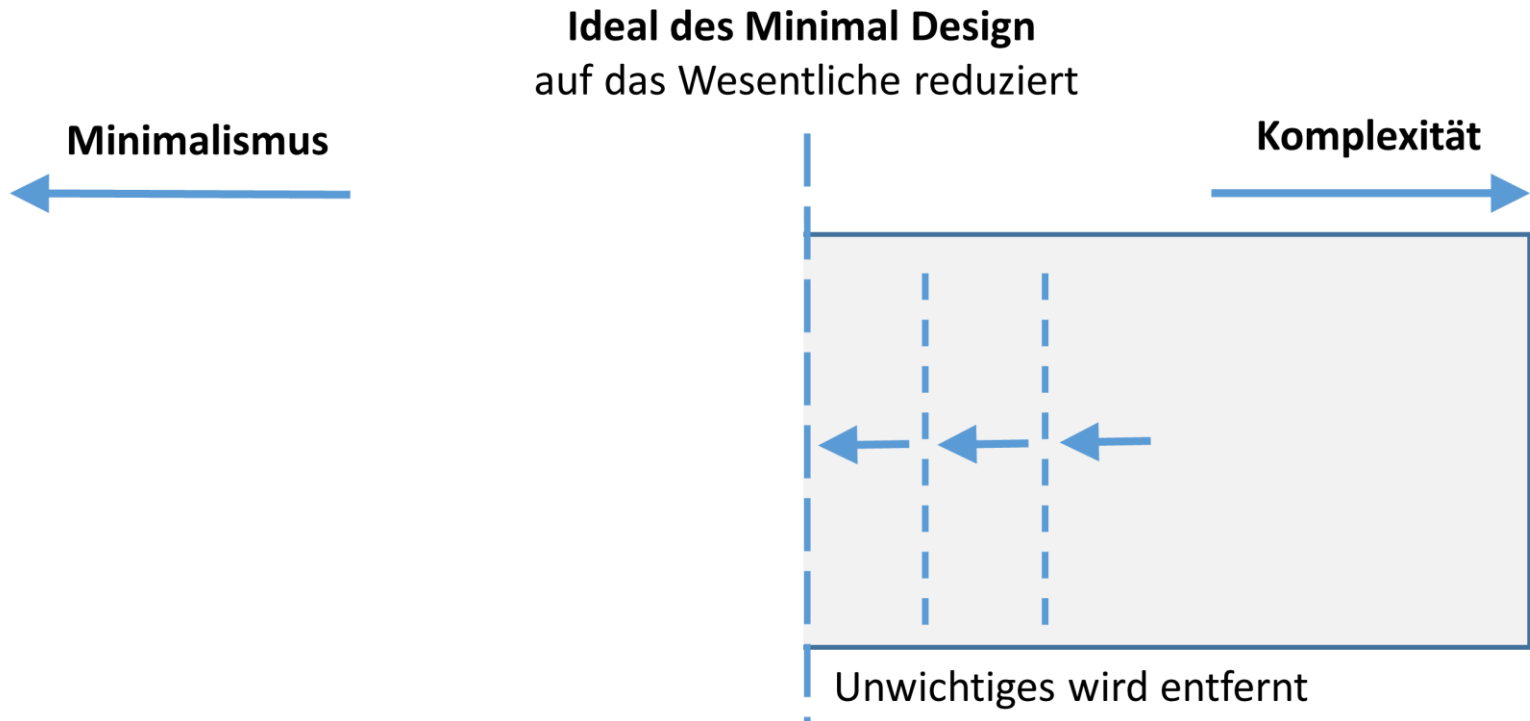 Ideal des Minimal Design
auf das Wesentliche reduziert
Minimalismus
Komplexität
Unwichtiges wird entfernt